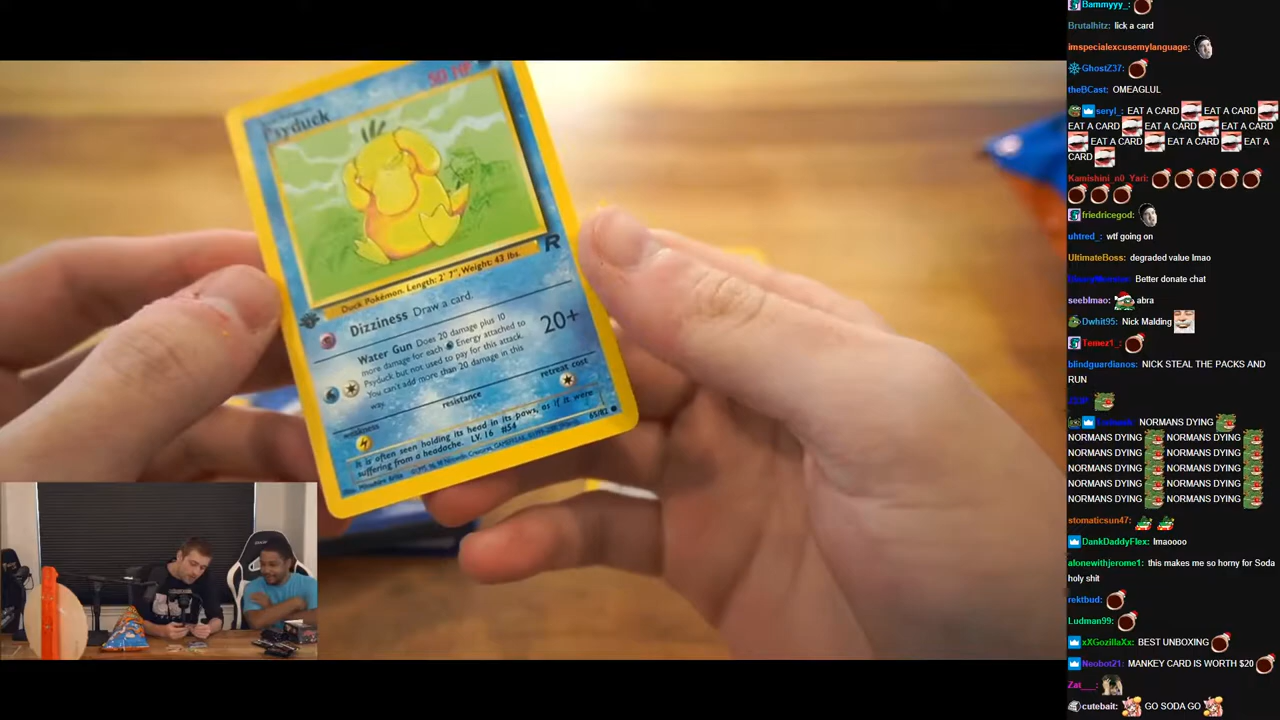 Psyduck
50 HP
Duck Pokémon. Length: 2' 7", Weight: 43 lbs.
R
Dizziness Draw a card.
Water Gun Does 20 damage plus 10
more damage for each Energy attached to
Psyduck but not used to pay for this attack.
You can't add more than 20 damage in this
way.
20+
weakness
resistance
retreat cost
It is often seen holding its head in its paws, as if it were
suffering from a headache. LV. 16 #54
65/82
Bammyyy_:
Brutalhitz: lick a card
imspecialexcusemylanguage:
GhostZ37:
theBCast: OMEAGLUL
seryl_: EAT A CARD EAT A CARD
EAT A CARD EAT A CARD EAT A CARD
EAT A CARD EAT A CARD EAT A
CARD
Kamishini_n0_Yari:
friedricegod:
uhtred_: wtf going on
UltimateBoss: degraded value lmao
Better donate chat
seeblmao: abra
Dwhit95: Nick Malding
Temez1_:
blindguardianos: NICK STEAL THE PACKS AND
RUN
NORMANS DYING
NORMANS DYING NORMANS DYING
NORMANS DYING NORMANS DYING
NORMANS DYING NORMANS DYING
NORMANS DYING NORMANS DYING
NORMANS DYING NORMANS DYING
stomaticsun47:
DankDaddyFlex: lmaoooo
alonewithjerome1: this makes me so horny for Soda
holy shit
rektbud:
Ludman99:
xXGozillaXx: BEST UNBOXING
Neobot21: MANKEY CARD IS WORTH $20
Zat___:
cutebait: GO SODA GO